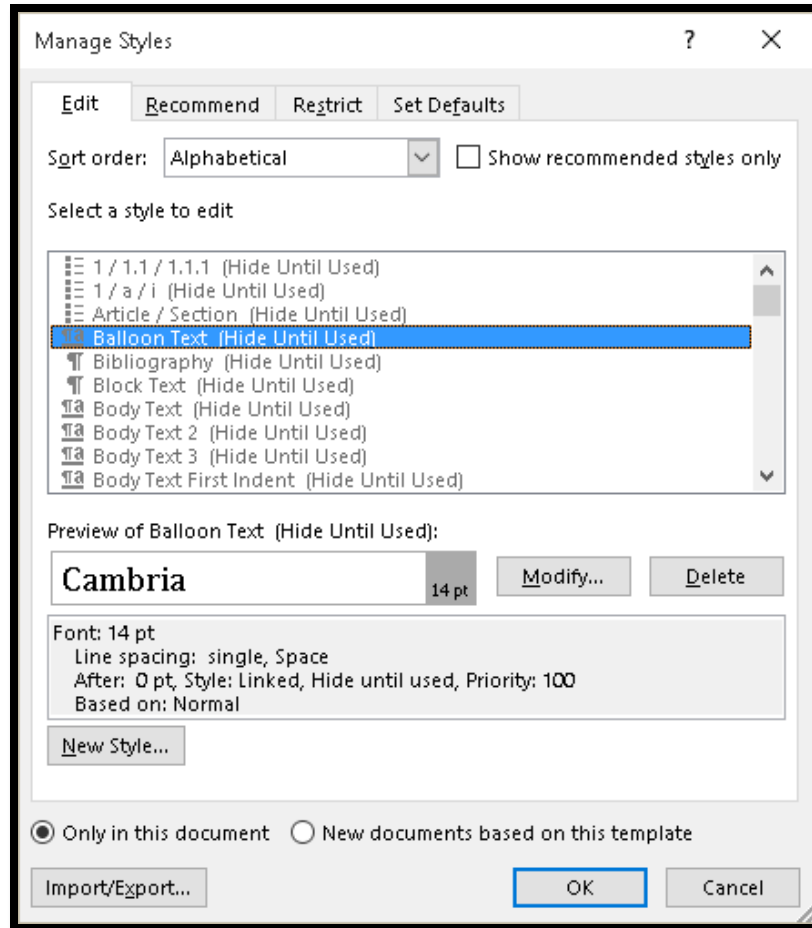 Manage Styles ?
Edit Recommend Restrict Set Defaults
Sort order: Alphabetical Show recommended styles only
Select a style to edit
1 / 1.1 / 1.1.1 (Hide Until Used)
1 / a / i (Hide Until Used)
Article / Section (Hide Until Used)
¶a Balloon Text (Hide Until Used)
¶ Bibliography (Hide Until Used)
¶ Block Text (Hide Until Used)
¶a Body Text (Hide Until Used)
¶a Body Text 2 (Hide Until Used)
¶a Body Text 3 (Hide Until Used)
¶a Body Text First Indent (Hide Until Used)
Preview of Balloon Text (Hide Until Used):
Cambria 14 pt Modify... Delete
Font: 14 pt
Line spacing: single, Space
After: 0 pt, Style: Linked, Hide until used, Priority: 100
Based on: Normal
New Style...
Only in this document New documents based on this template
Import/Export... OK Cancel